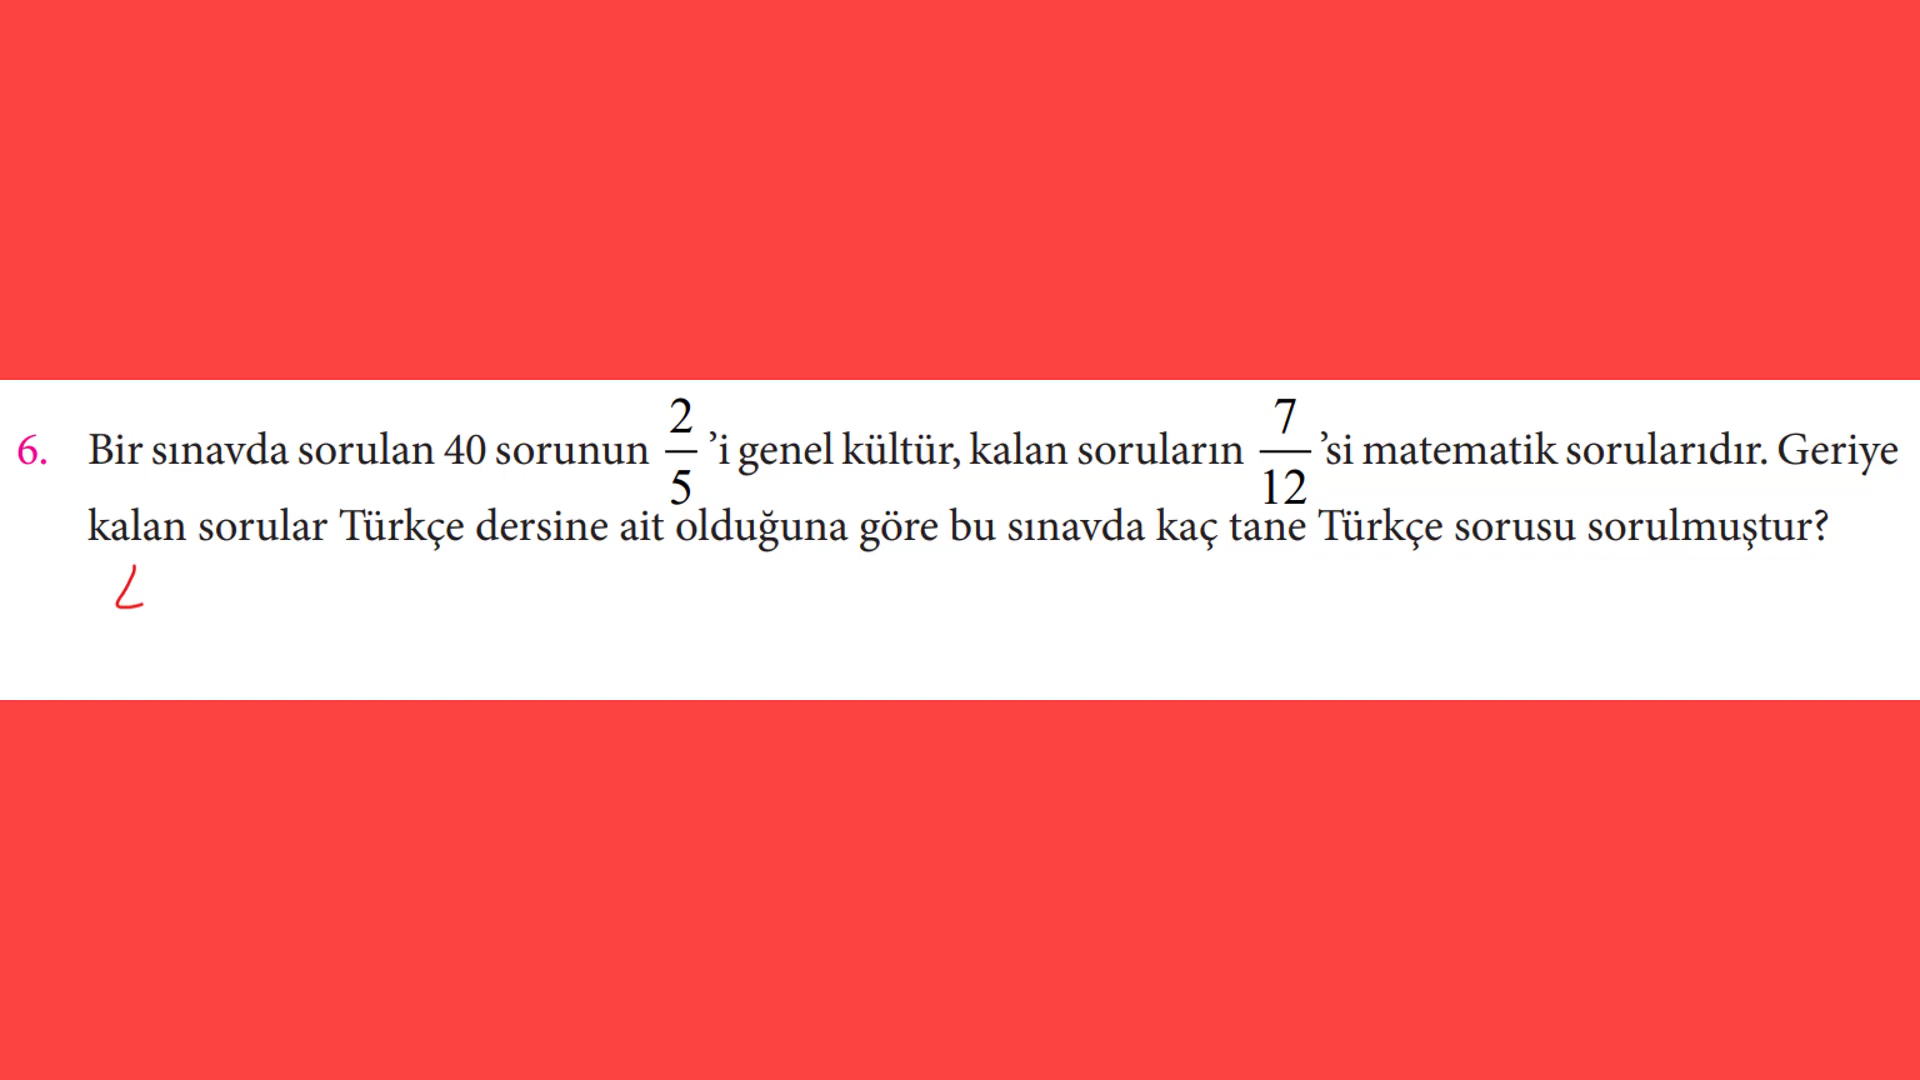 6. Bir sınavda sorulan 40 sorunun 2/5 ’i genel kültür, kalan soruların 7/12 ’si matematik sorularıdır. Geriye
kalan sorular Türkçe dersine ait olduğuna göre bu sınavda kaç tane Türkçe sorusu sorulmuştur?